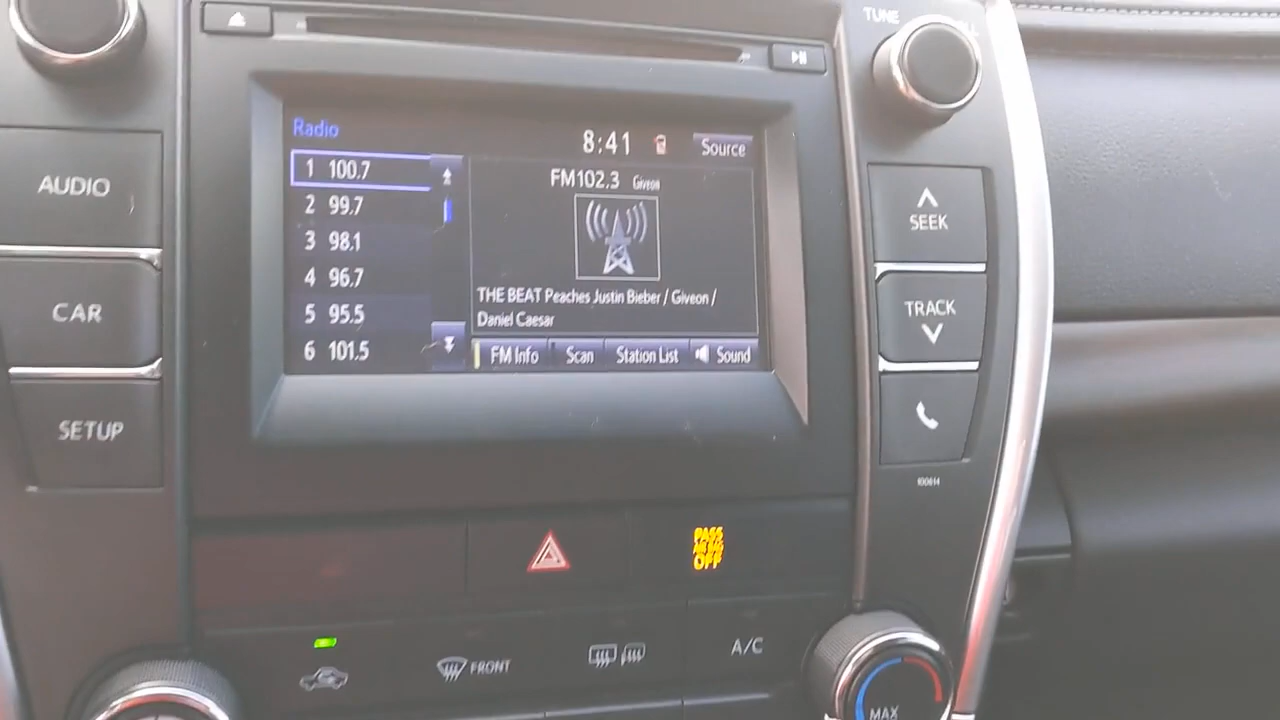 TUNE
AUDIO
CAR
SETUP
Radio
8:41
Source
1 100.7
2 99.7
3 98.1
4 96.7
5 95.5
6 101.5
FM102.3 Giveon
THE BEAT Peaches Justin Bieber / Giveon /
Daniel Caesar
FM Info
Scan
Station List
Sound
SEEK
TRACK
100614
PASS
AIR BAG
OFF
FRONT
A/C
MAX